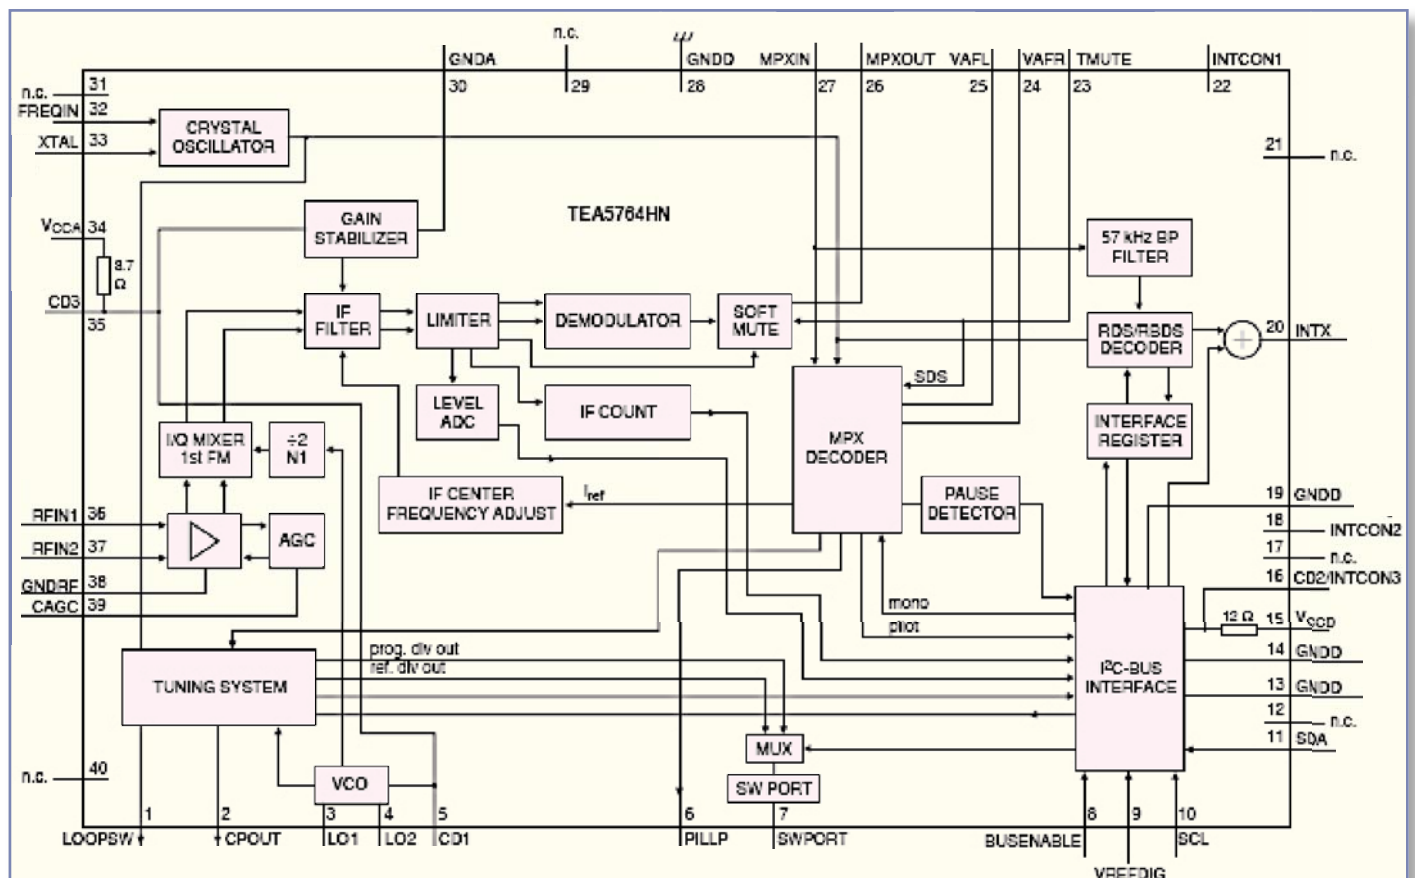 n.c.
GNDA
GNDD
MPXIN
MPXOUT
VAFL
VAFR
TMUTE
INTCON1
30
29
28
27
26
25
24
23
22
n.c.
31
FREQIN
32
XTAL
33
CRYSTAL
OSCILLATOR
21
n.c.
TEA5764HN
VCCA
34
GAIN
STABILIZER
57 kHz BP
FILTER
8.7
Ω
CD3
35
IF
FILTER
LIMITER
DEMODULATOR
SOFT
MUTE
RDS/RBDS
DECODER
20
INTX
SDS
LEVEL
ADC
IF COUNT
INTERFACE
REGISTER
I/Q MIXER
1st FM
÷2
N1
MPX
DECODER
IF CENTER
FREQUENCY ADJUST
Iref
PAUSE
DETECTOR
19
GNDD
18
INTCON2
17
n.c.
16
CD2/INTCON3
RFIN1
36
RFIN2
37
AGC
GNDRF
38
CAGC
39
mono
pilot
12 Ω
15
VCCD
14
GNDD
prog. div out
ref. div out
TUNING SYSTEM
I²C-BUS
INTERFACE
13
GNDD
12
n.c.
11
SDA
MUX
n.c.
40
VCO
SW PORT
1
2
3
4
5
6
7
8
9
10
LOOPSW
CPOUT
LO1
LO2
CD1
PILLP
SWPORT
BUSENABLE
SCL
VREFDIG